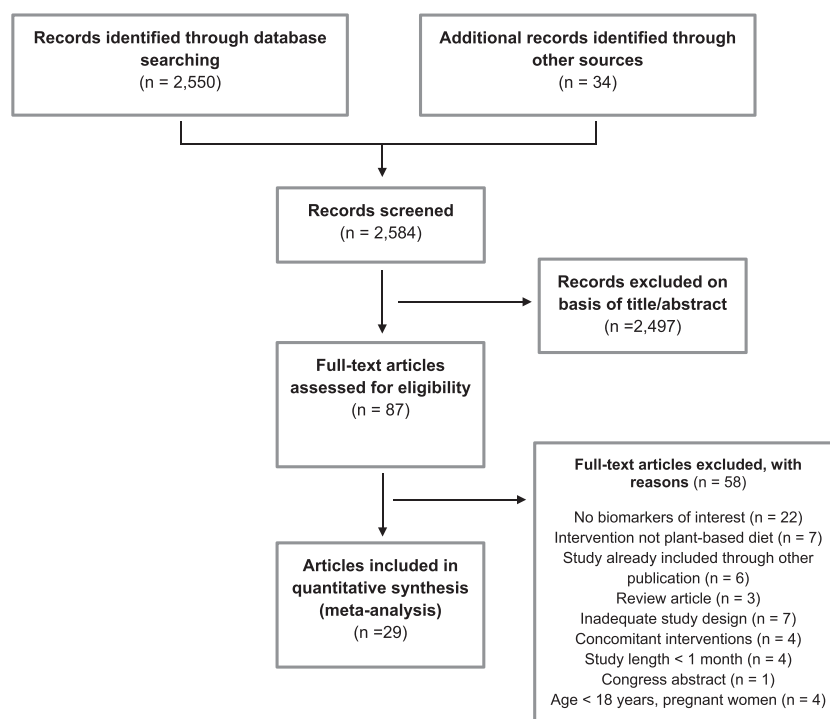 Records identified through database
searching
(n = 2,550)
Additional records identified through
other sources
(n = 34)
Records screened
(n = 2,584)
Records excluded on
basis of title/abstract
(n =2,497)
Full-text articles
assessed for eligibility
(n = 87)
Full-text articles excluded, with
reasons (n = 58)
No biomarkers of interest (n = 22)
Intervention not plant-based diet (n = 7)
Study already included through other
publication (n = 6)
Review article (n = 3)
Inadequate study design (n = 7)
Concomitant interventions (n = 4)
Study length < 1 month (n = 4)
Congress abstract (n = 1)
Age < 18 years, pregnant women (n = 4)
Articles included in
quantitative synthesis
(meta-analysis)
(n =29)